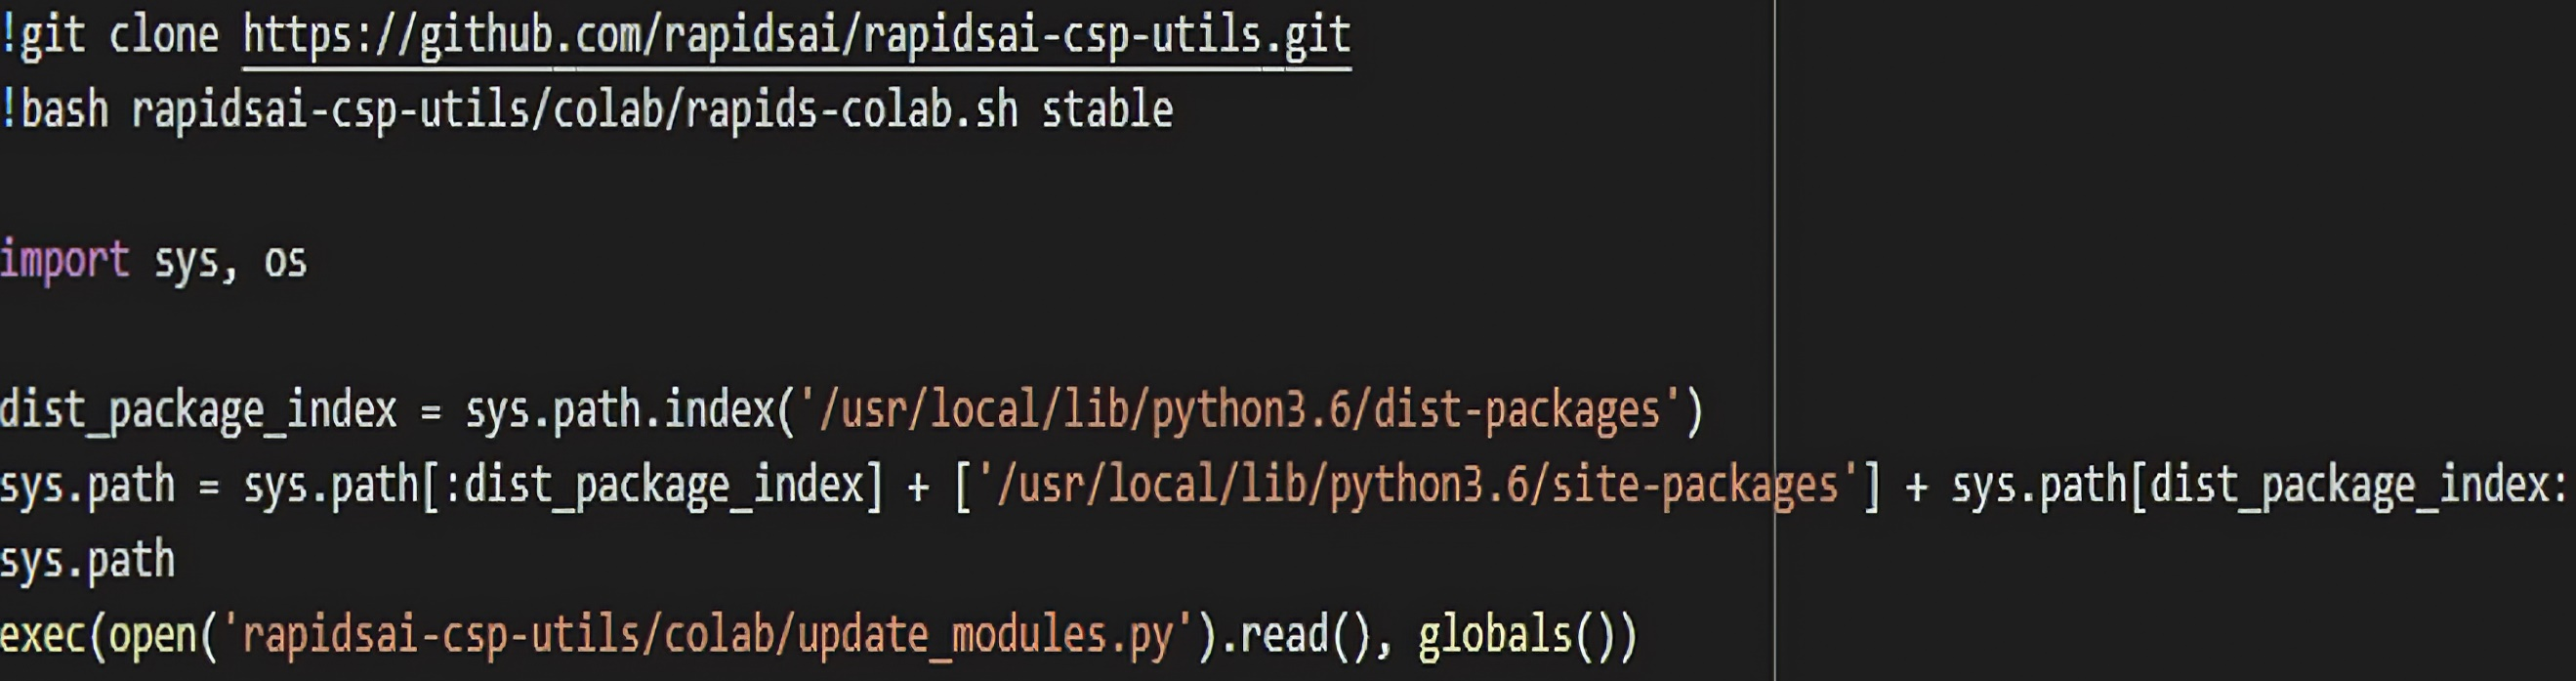 !git clone https://github.com/rapidsai/rapidsai-csp-utils.git
!bash rapidsai-csp-utils/colab/rapids-colab.sh stable
import sys, os
dist_package_index = sys.path.index('/usr/local/lib/python3.6/dist-packages')
sys.path = sys.path[:dist_package_index] + ['/usr/local/lib/python3.6/site-packages'] + sys.path[dist_package_index:
sys.path
exec(open('rapidsai-csp-utils/colab/update_modules.py').read(), globals())